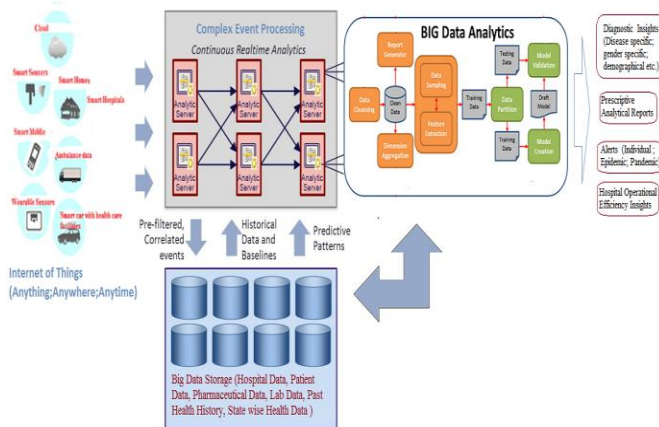 Cloud
Smart Sensors
Smart Homes
Smart Hospitals
Smart Mobile
Ambulance data
Wearable Sensors
Smart car with health care
facilities
Internet of Things
(Anything;Anywhere;Anytime)
Complex Event Processing
Continuous Realtime Analytics
Analytic
Server
Analytic
Server
Analytic
Server
Analytic
Server
Analytic
Server
Analytic
Server
Pre-filtered,
Correlated
events
Historical
Data and
Baselines
Predictive
Patterns
Big Data Storage (Hospital Data, Patient
Data, Pharmaceutical Data, Lab Data, Past
Health History, State wise Health Data )
BIG Data Analytics
Report
Generator
Data
Cleansing
Clean
Data
Dimension
Aggregation
Data
Sampling
Feature
Extraction
Training
Data
Testing
Data
Data
Partition
Training
Data
Model
Validation
Draft
Model
Model
Creation
Diagnostic Insights
(Disease specific;
gender specific;
demographical etc.)
Prescriptive
Analytical Reports
Alerts (Individual ;
Epidemic; Pandemic)
Hospital Operational
Efficiency Insights